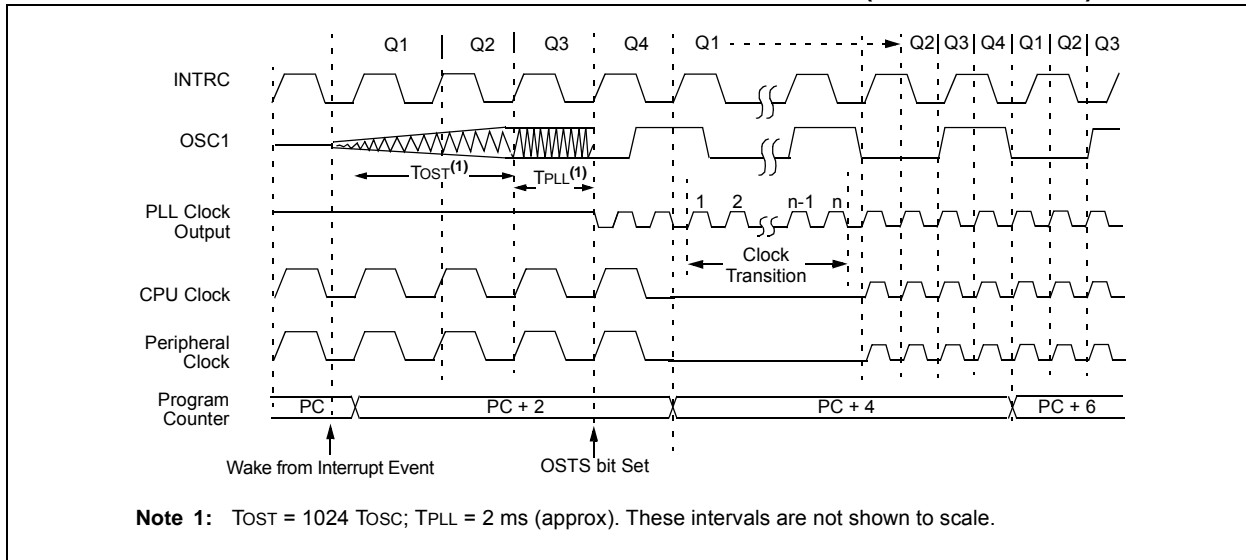 Q1 Q2 Q3 Q4 Q1 Q2 Q3 Q4 Q1 Q2 Q3
INTRC
OSC1
TOST(1) TPLL(1)
PLL Clock
Output
1 2 n-1 n
Clock
Transition
CPU Clock
Peripheral
Clock
Program
Counter
PC PC + 2 PC + 4 PC + 6
Wake from Interrupt Event OSTS bit Set
Note 1: TOST = 1024 TOSC; TPLL = 2 ms (approx). These intervals are not shown to scale.